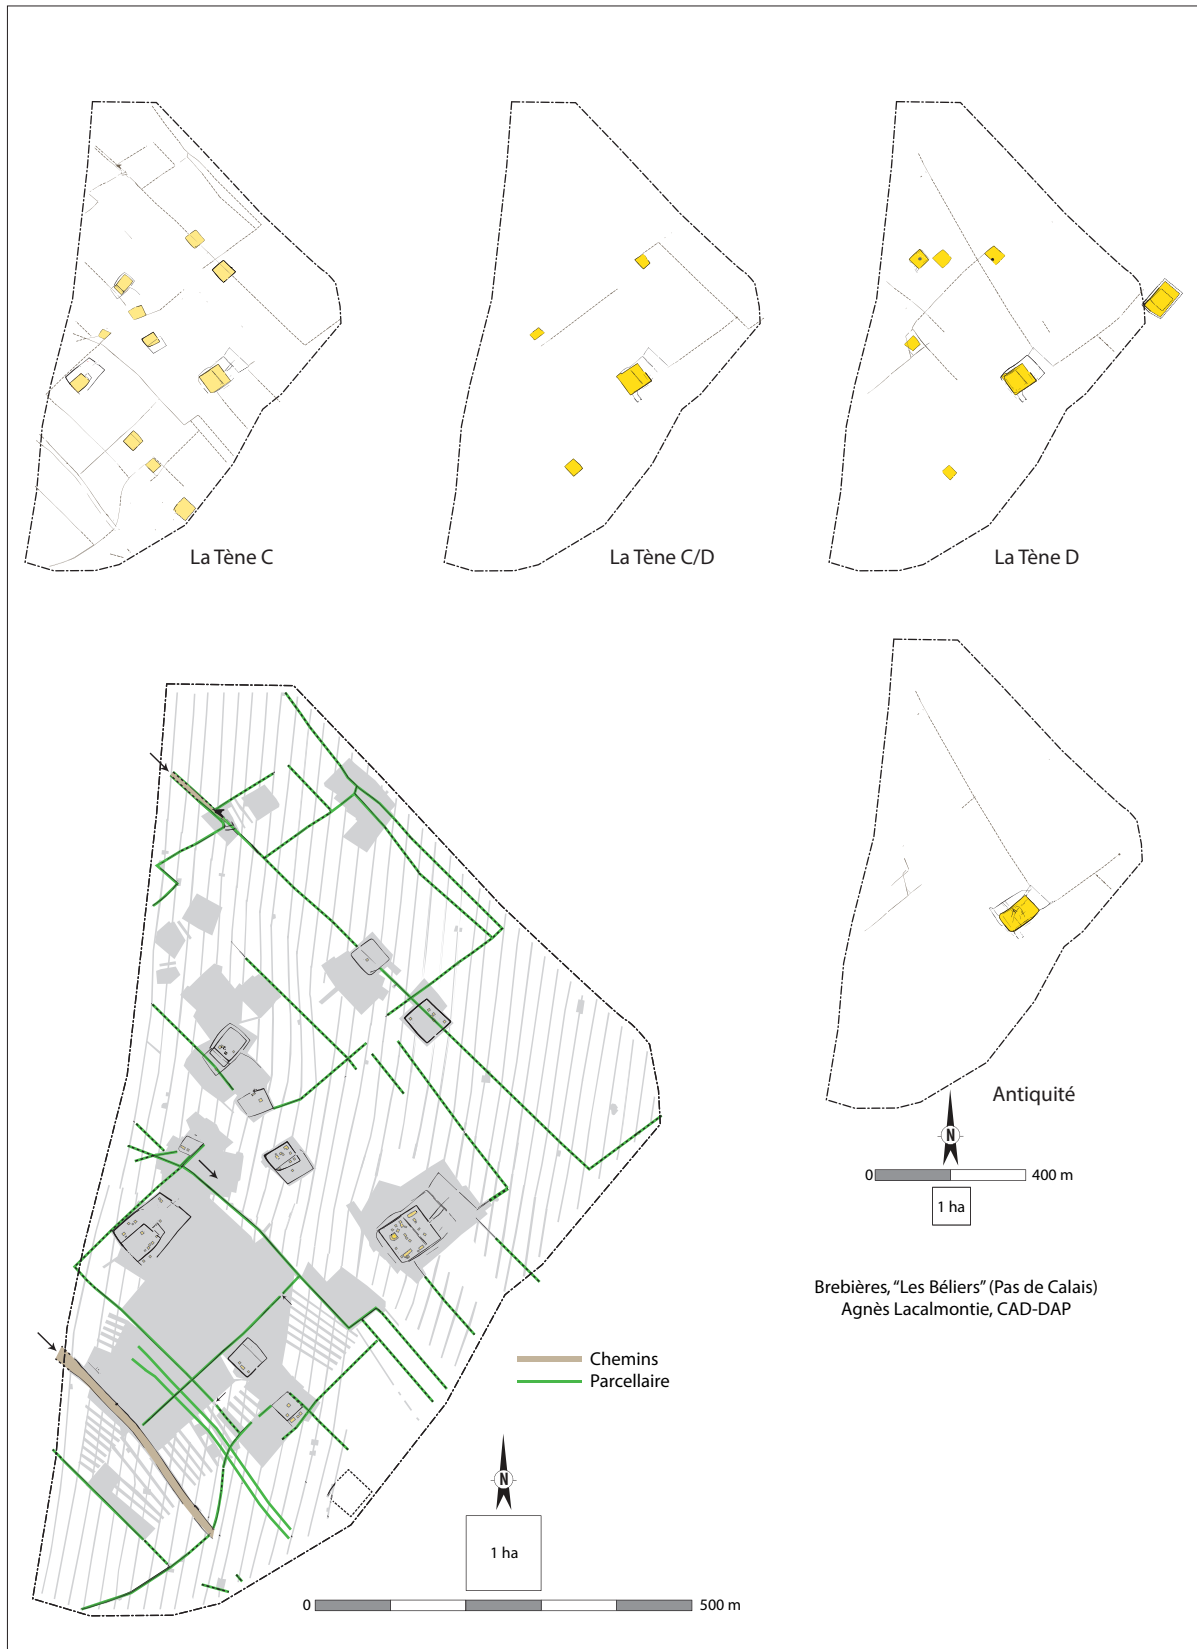 La Tène C
La Tène C/D
La Tène D
Antiquité
N
0 400 m
1 ha
Brebières, “Les Béliers” (Pas de Calais)
Agnès Lacalmontie, CAD-DAP
Chemins
Parcellaire
N
1 ha
0 500 m